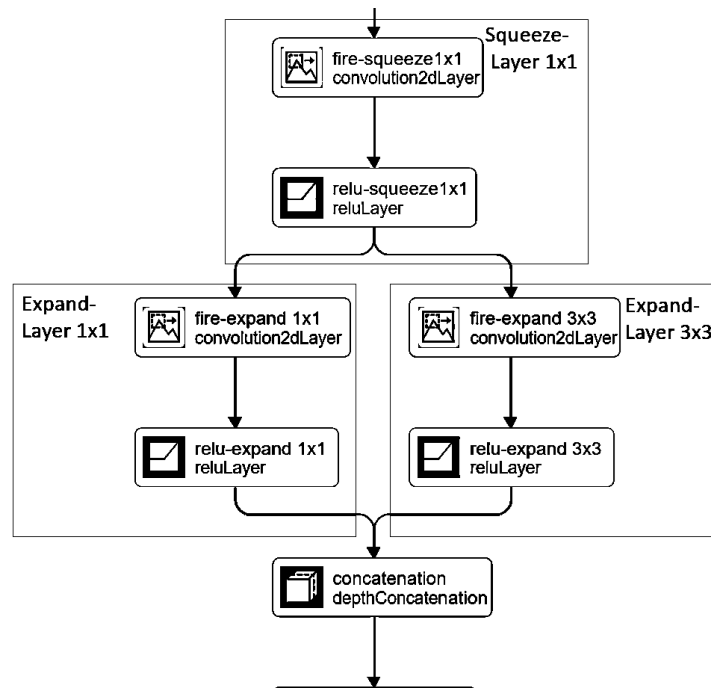 Squeeze-
Layer 1x1
fire-squeeze1x1
convolution2dLayer
relu-squeeze1x1
reluLayer
Expand-
Layer 1x1
fire-expand 1x1
convolution2dLayer
fire-expand 3x3
convolution2dLayer
Expand-
Layer 3x3
relu-expand 1x1
reluLayer
relu-expand 3x3
reluLayer
concatenation
depthConcatenation